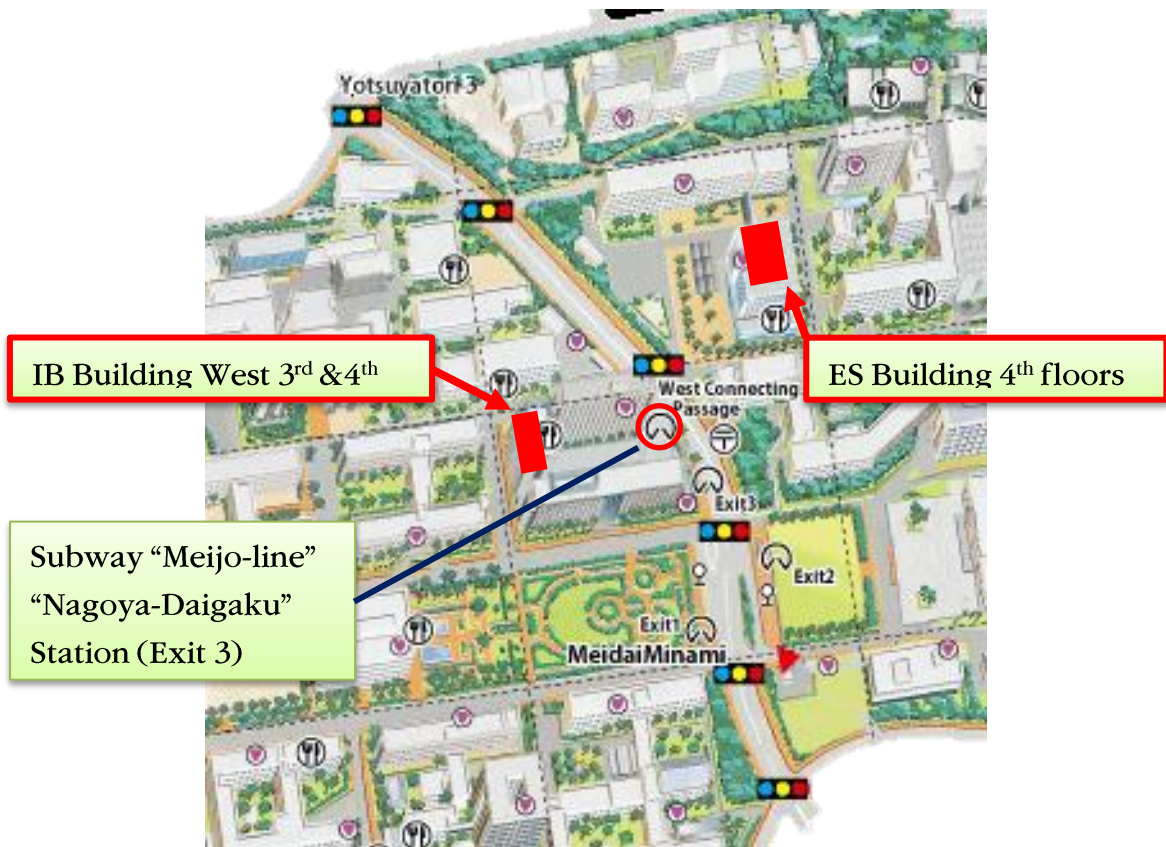 Yotsuyatori 3
IB Building West 3rd &4th
ES Building 4th floors
West Connecting
Passage
Exit3
Subway “Meijo-line”
“Nagoya-Daigaku”
Station (Exit 3)
Exit2
Exit1
MeidaiMinami